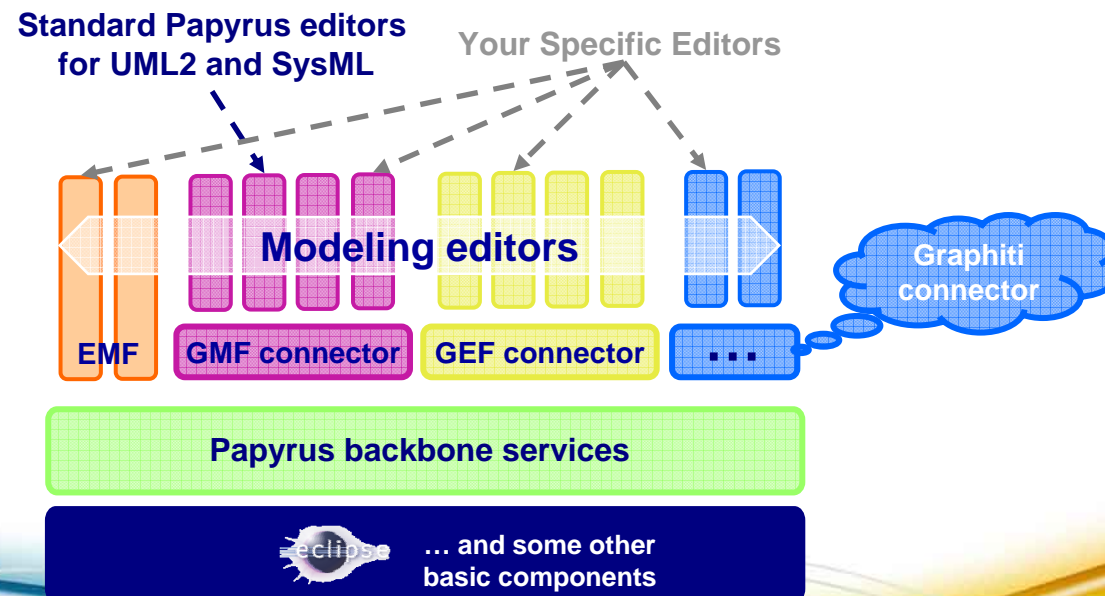 Standard Papyrus editors
for UML2 and SysML
Your Specific Editors
Modeling editors
Graphiti
connector
EMF
GMF connector
GEF connector
...
Papyrus backbone services
eclipse
… and some other
basic components